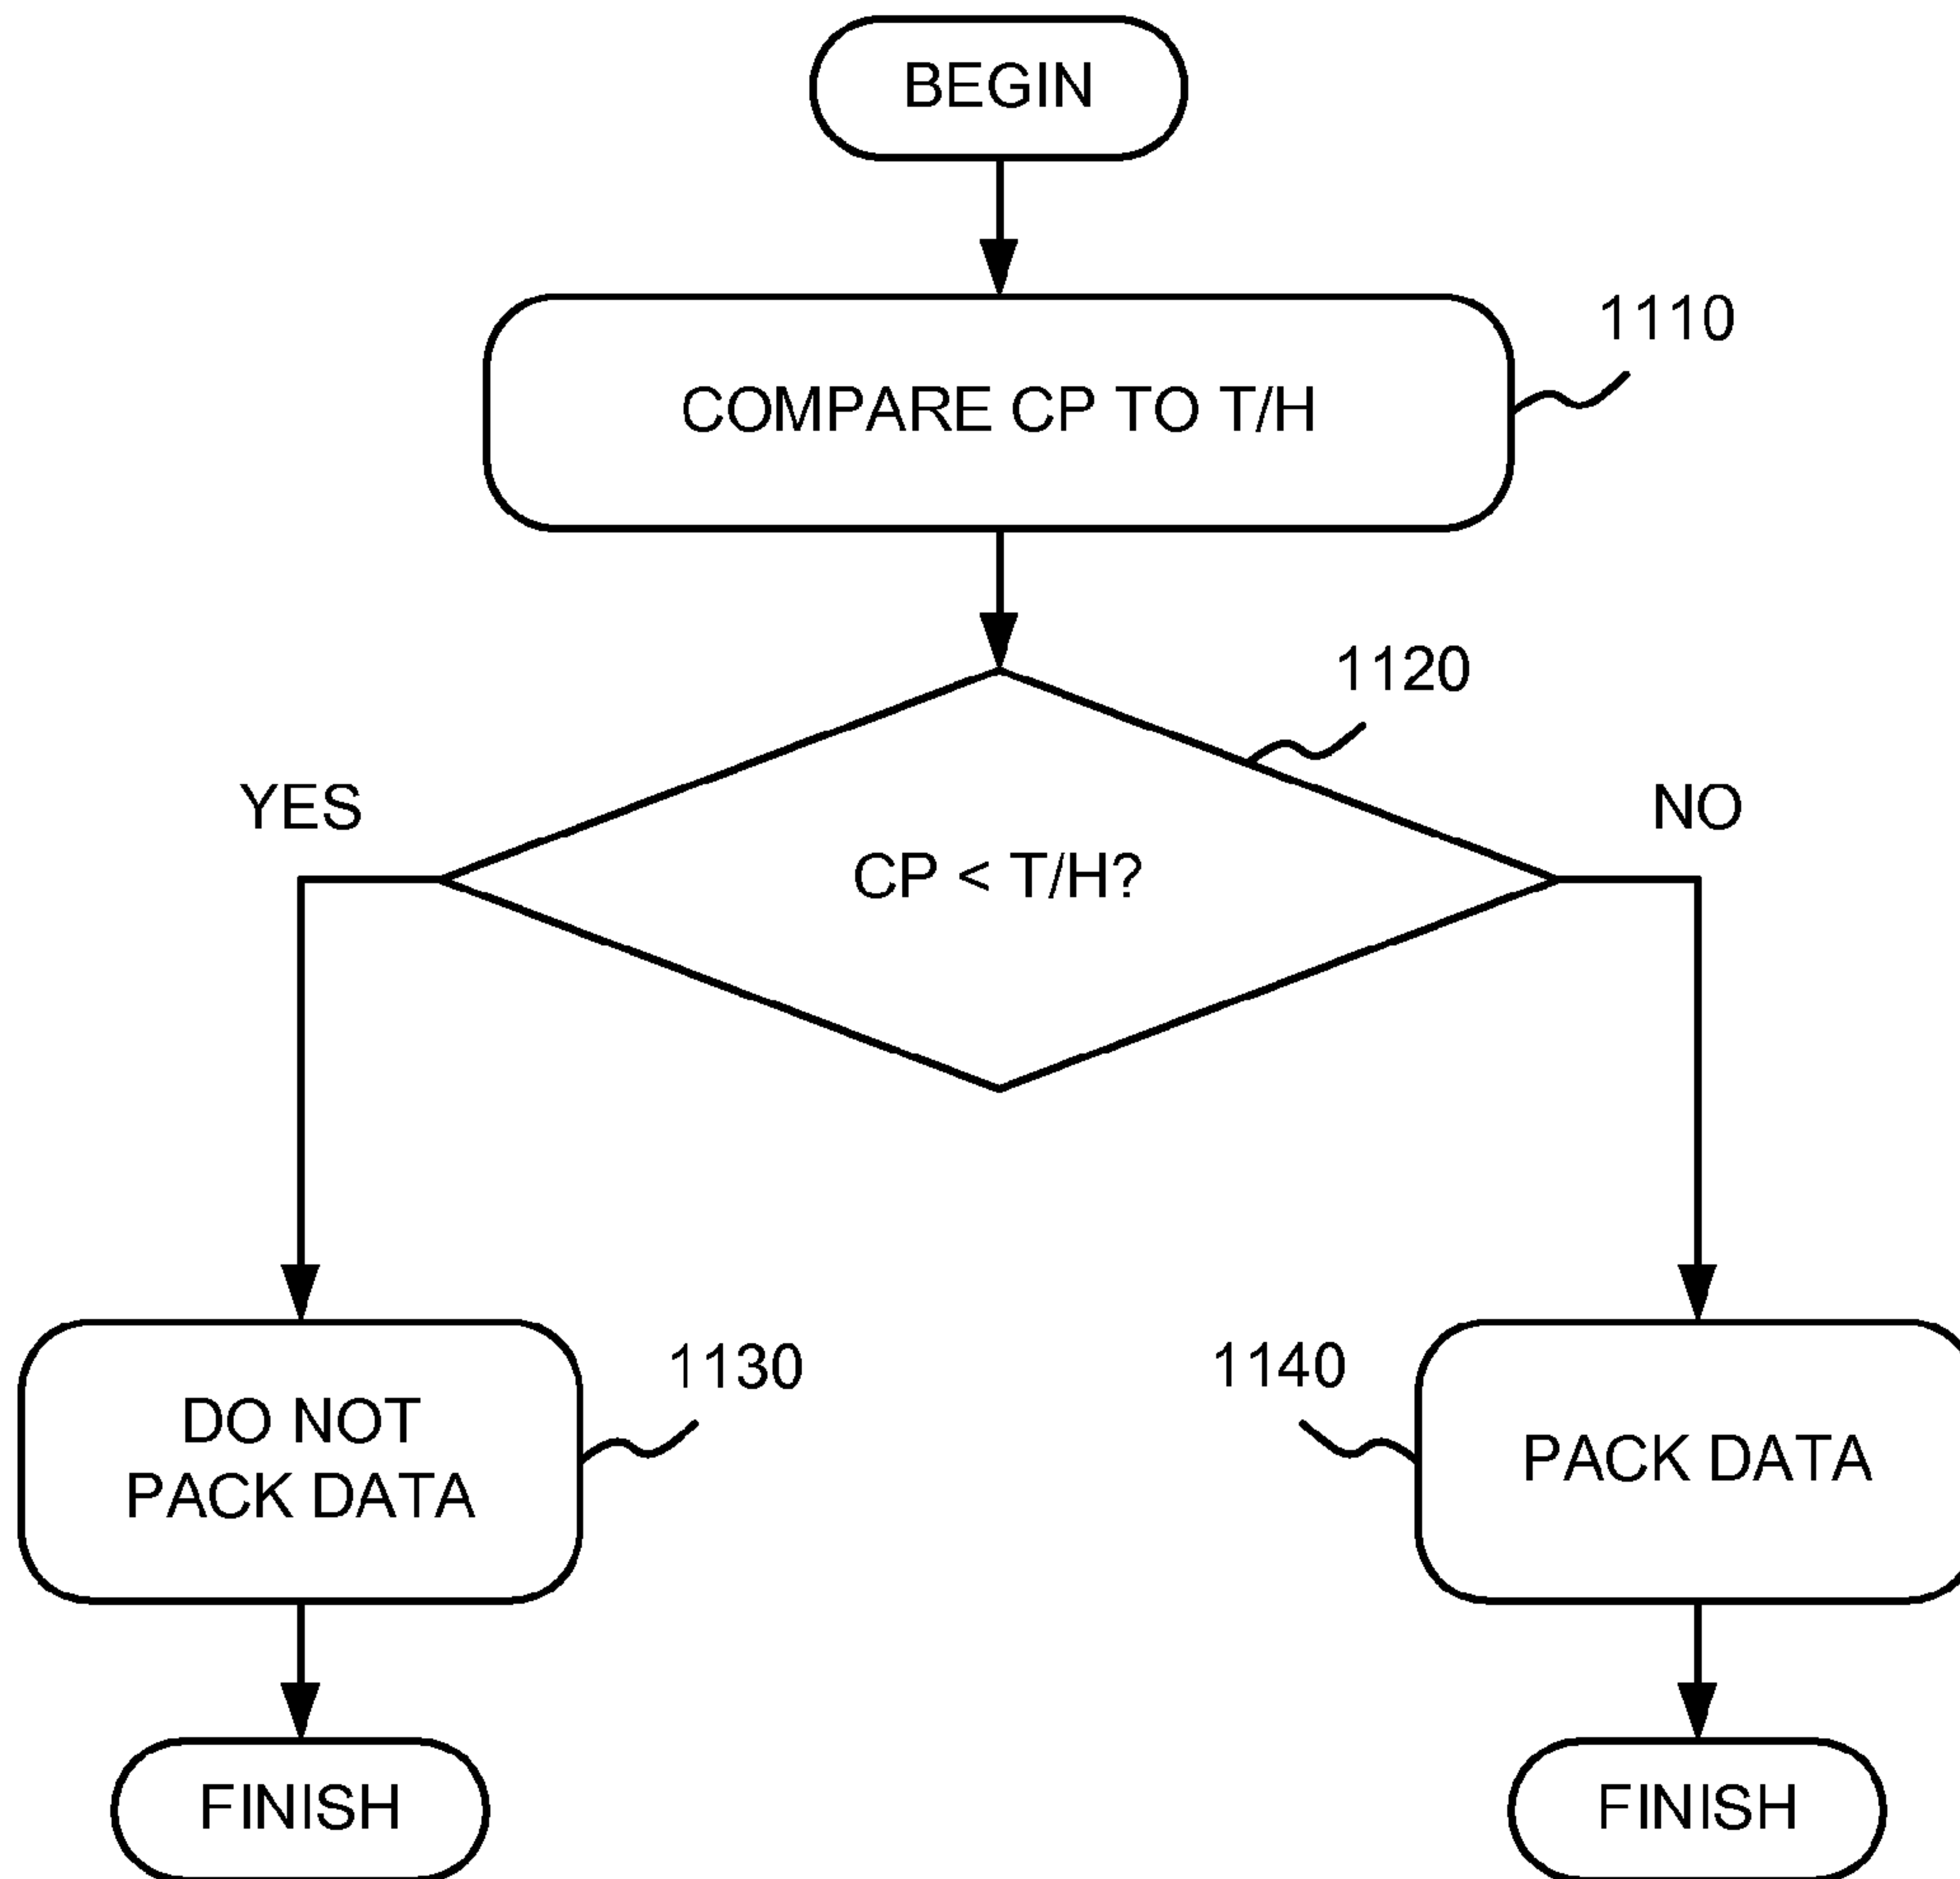 BEGIN
1110
COMPARE CP TO T/H
1120
YES
NO
CP < T/H?
1130
1140
DO NOT
PACK DATA
PACK DATA
FINISH
FINISH